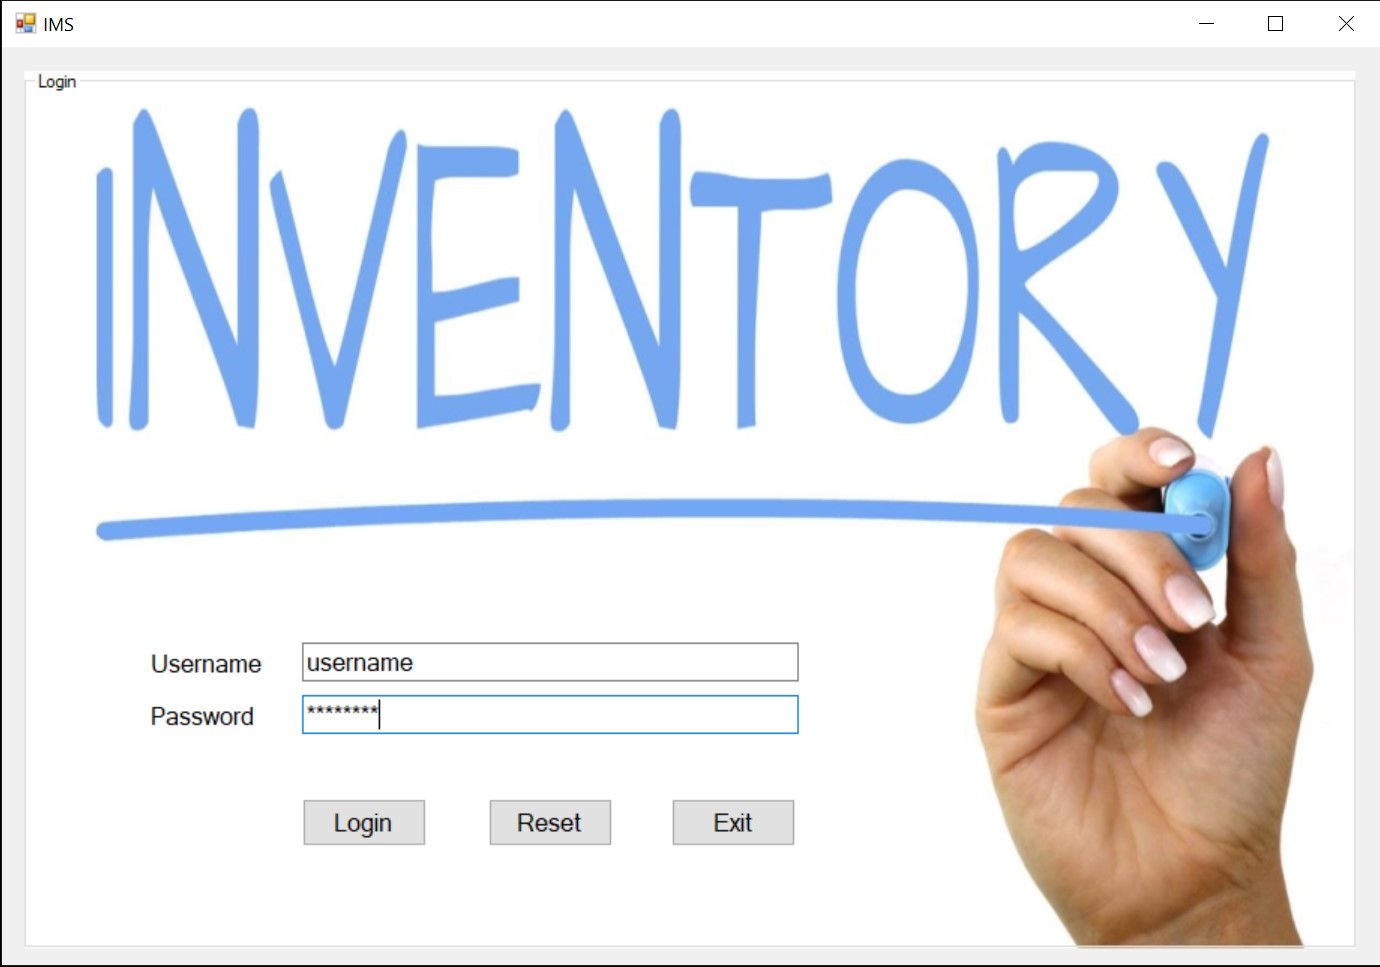 IMS
Login
INVENTORY
Username username
Password ********
Login Reset Exit